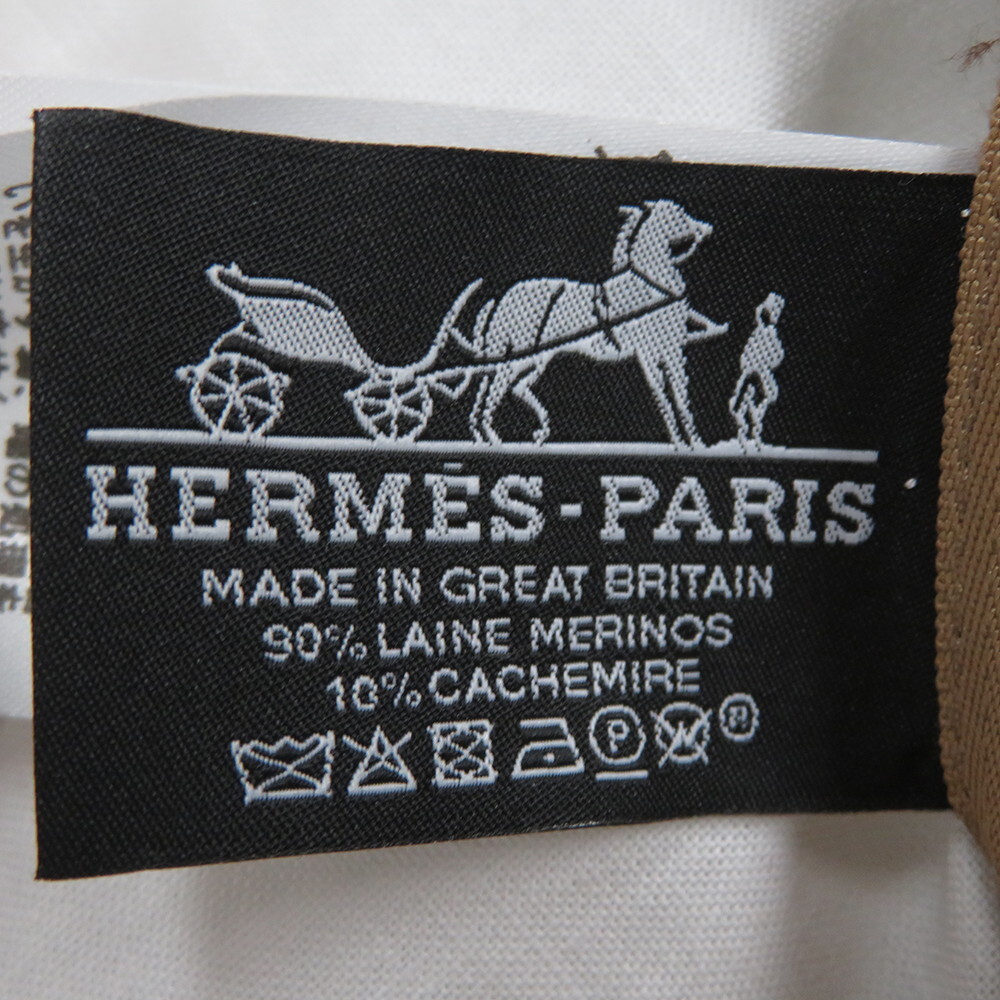 HERMÈS-PARIS
MADE IN GREAT BRITAIN
90% LAINE MERINOS
10% CACHEMIRE
P W ®